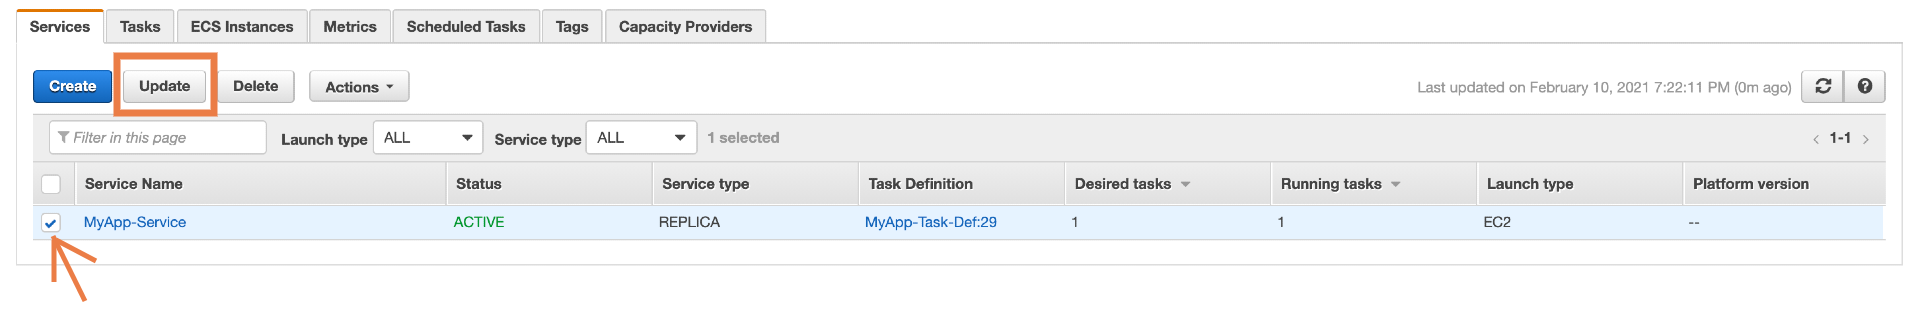 Services Tasks ECS Instances Metrics Scheduled Tasks Tags Capacity Providers
Create Update Delete Actions Last updated on February 10, 2021 7:22:11 PM (0m ago) ?
Filter in this page Launch type ALL Service type ALL 1 selected < 1-1 >
Service Name Status Service type Task Definition Desired tasks Running tasks Launch type Platform version
MyApp-Service ACTIVE REPLICA MyApp-Task-Def:29 1 1 EC2 --